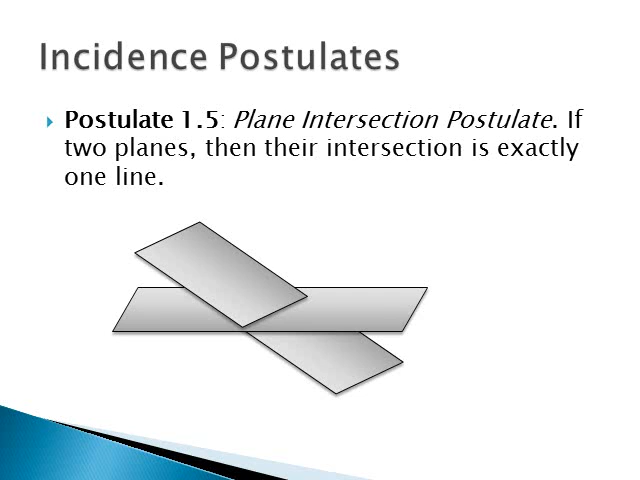 Incidence Postulates
Postulate 1.5: Plane Intersection Postulate. If
two planes, then their intersection is exactly
one line.